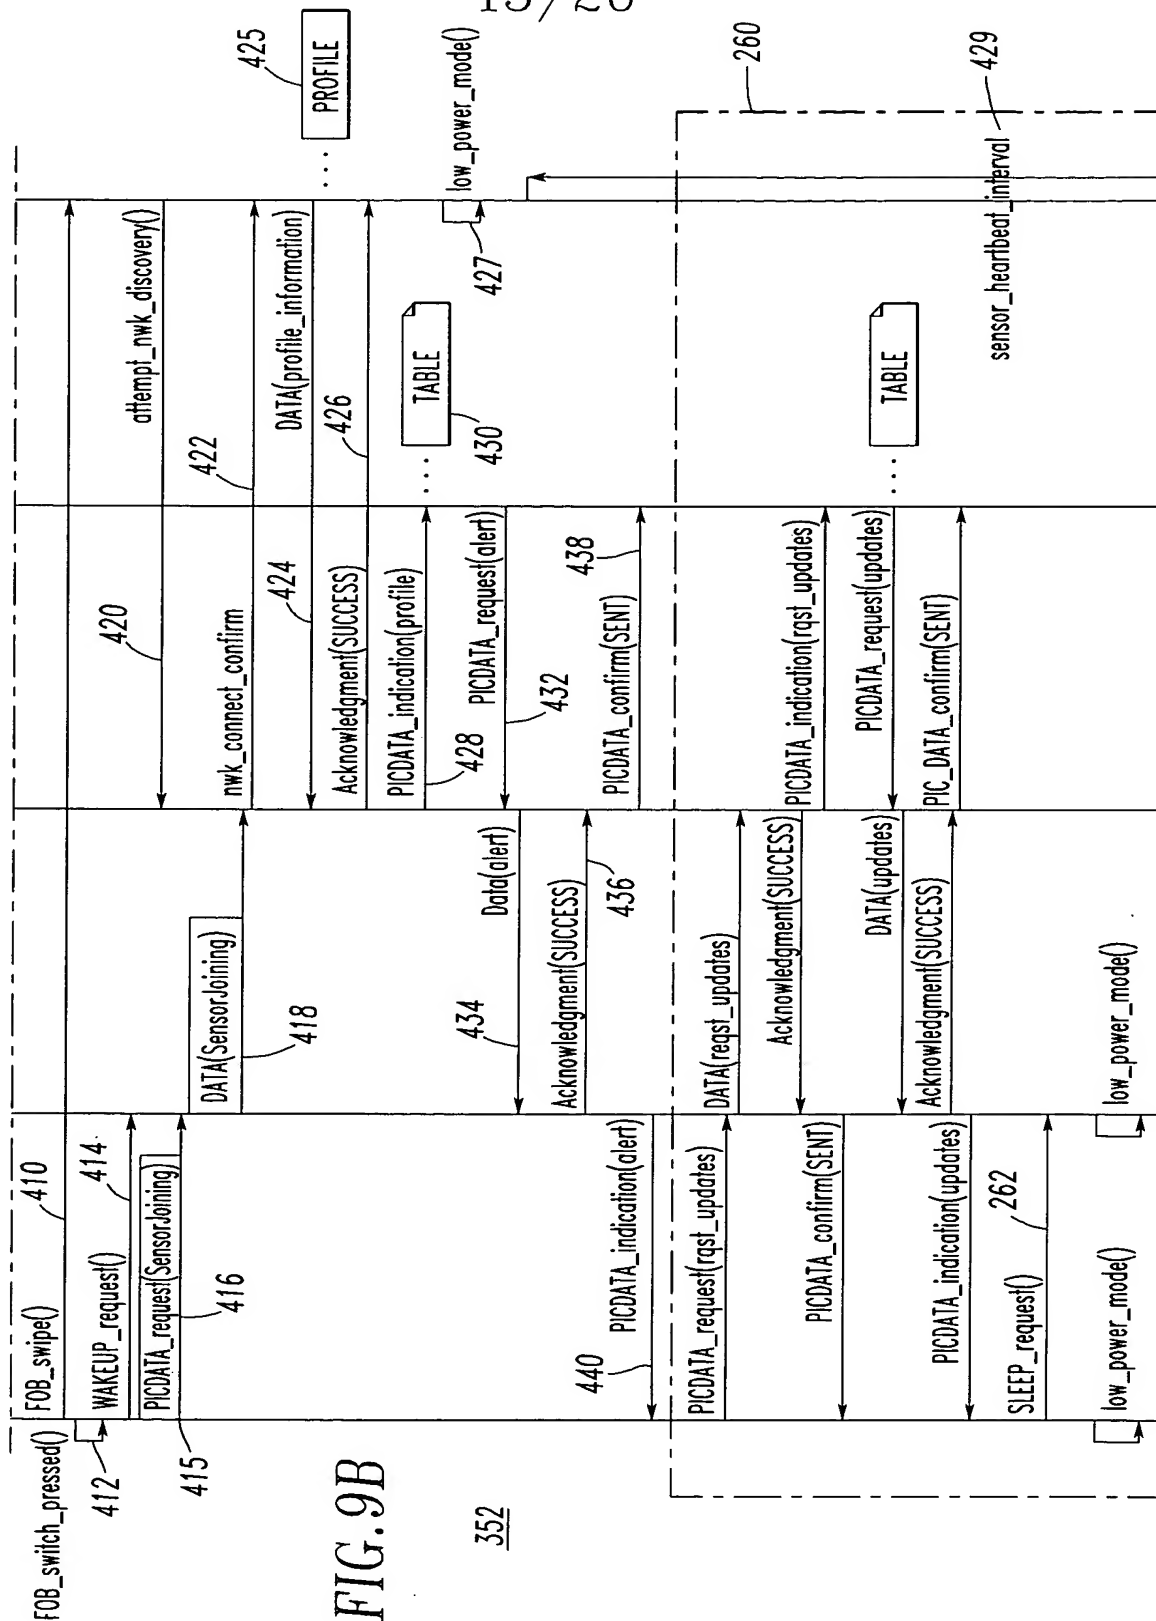 FOB_switch_pressed()
412
FOB_swipe()
410
WAKEUP_request()
414
PICDATA_request(SensorJoining)
416
415
DATA(SensorJoining)
418
420
attempt_nwk_discovery()
nwk_connect_confirm
422
424
DATA(profile_information)
425
PROFILE
...
Acknowledgment(SUCCESS)
426
PICDATA_indication(profile)
428
...
TABLE
430
low_power_mode()
427
PICDATA_request(alert)
432
Data(alert)
434
Acknowledgment(SUCCESS)
436
PICDATA_confirm(SENT)
438
PICDATA_indication(alert)
440
260
PICDATA_request(rqst_updates)
DATA(reqst_updates)
Acknowledgment(SUCCESS)
PICDATA_indication(rqst_updates)
PICDATA_confirm(SENT)
PICDATA_request(updates)
...
TABLE
DATA(updates)
Acknowledgment(SUCCESS)
PIC_DATA_confirm(SENT)
PICDATA_indication(updates)
sensor_heartbeat_interval
429
SLEEP_request()
262
low_power_mode()
low_power_mode()
FIG.9B
352